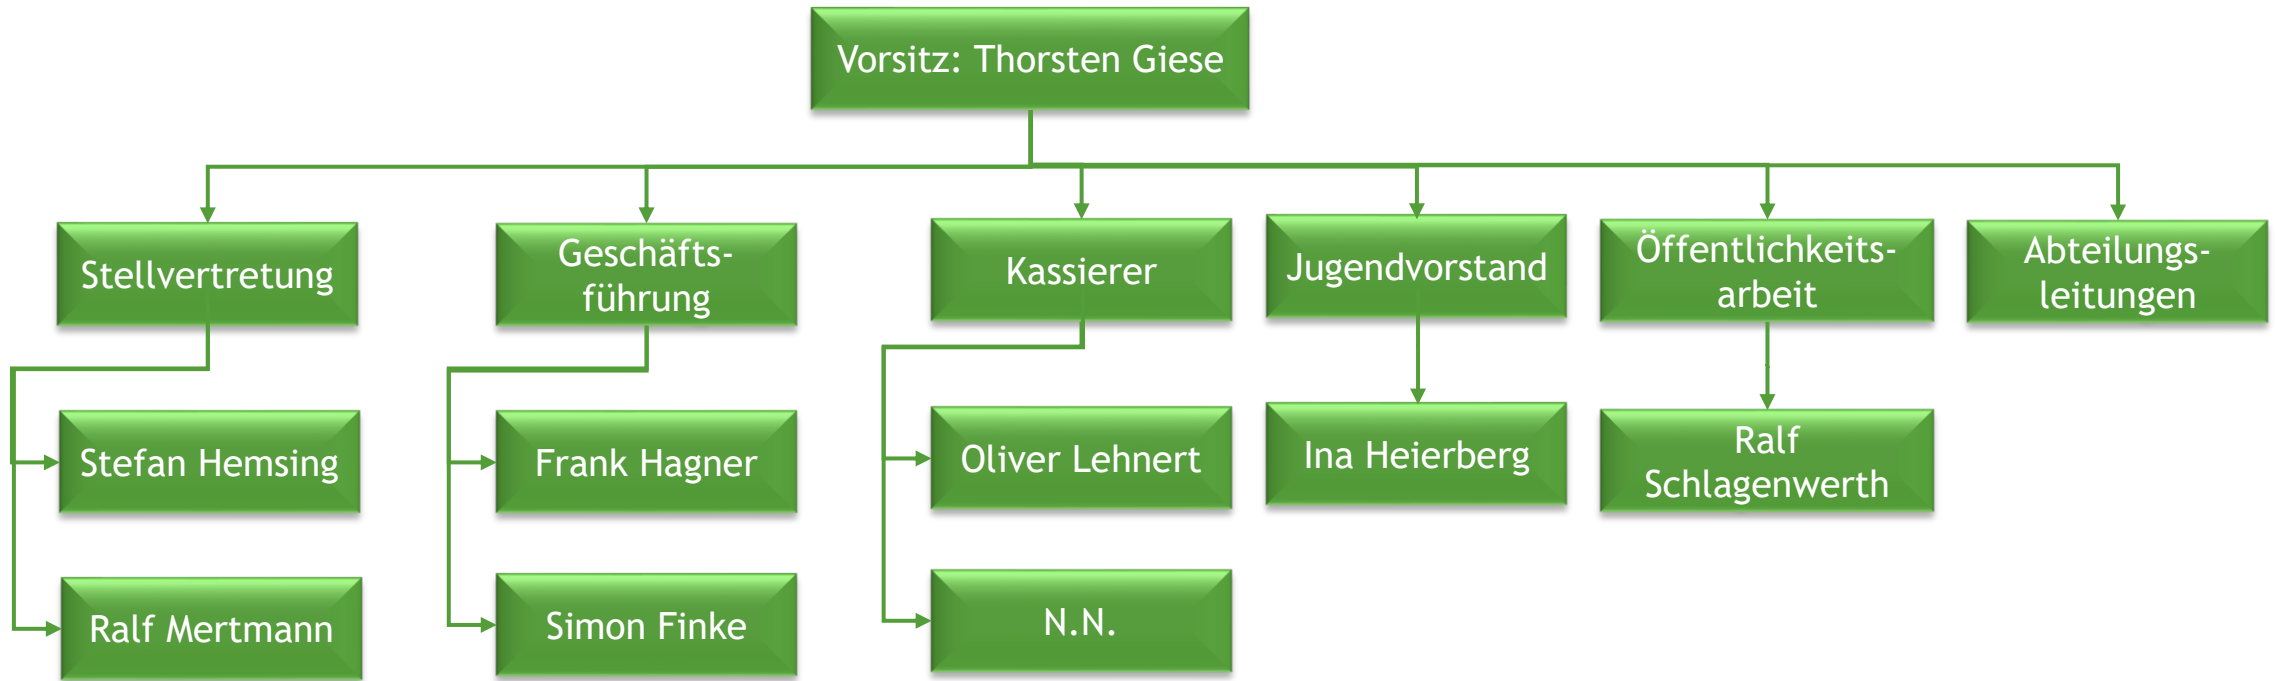 Vorsitz: Thorsten Giese
Stellvertretung
Geschäfts-
führung
Kassierer
Jugendvorstand
Öffentlichkeits-
arbeit
Abteilungs-
leitungen
Stefan Hemsing
Frank Hagner
Oliver Lehnert
Ina Heierberg
Ralf
Schlagenwerth
Ralf Mertmann
Simon Finke
N.N.